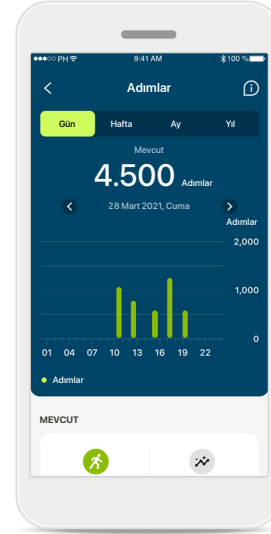 PH 9:41 AM 100 %
Adımlar
Gün Hafta Ay Yıl
Mevcut
4.500 Adımlar
28 Mart 2021, Cuma
Adımlar
2,000
1,000
0
01 04 07 10 13 16 19 22
Adımlar
MEVCUT